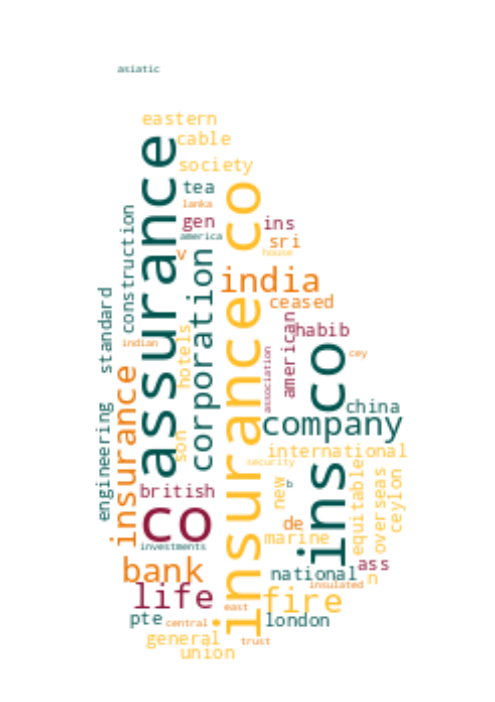 asiatic
eastern
cable
assurance
society
tea
insurance co
lanka
gen
ins
america
construction
sri
v
house
corporation
india
standard
ceased
american
habib
hotels
indian
ins co
association
cey
insurance
china
engineering
company
son
international
security
equitable
overseas
ceylon
new
b
british
co
de
marine
investments
ass
bank
national
n
insulated
life
fire
east
pte
central
london
general
trust
union